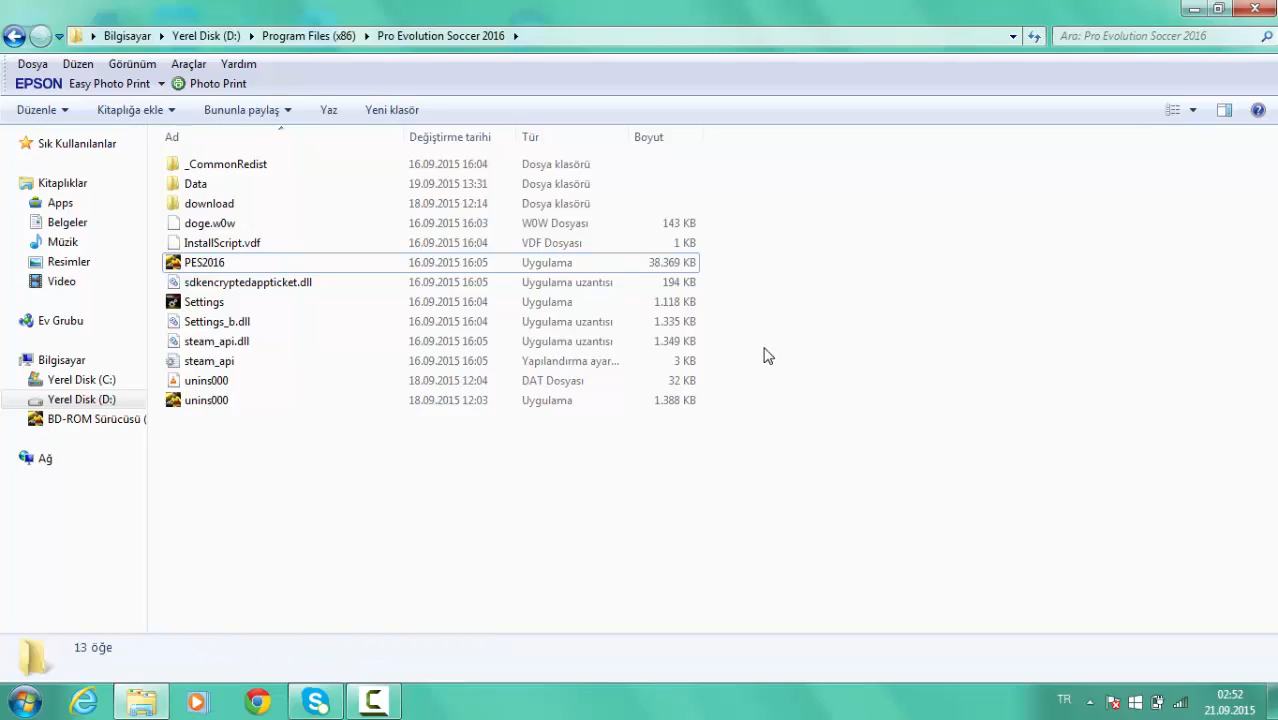 Bilgisayar Yerel Disk (D:) Program Files (x86) Pro Evolution Soccer 2016 Ara: Pro Evolution Soccer 2016
Dosya Düzen Görünüm Araçlar Yardım
EPSON Easy Photo Print Photo Print
Düzenle Kitaplığa ekle Bununla paylaş Yaz Yeni klasör
Sık Kullanılanlar
Kitaplıklar
Apps
Belgeler
Müzik
Resimler
Video
Ev Grubu
Bilgisayar
Yerel Disk (C:)
Yerel Disk (D:)
BD-ROM Sürücüsü (
Ağ
Ad Değiştirme tarihi Tür Boyut
_CommonRedist 16.09.2015 16:04 Dosya klasörü
Data 19.09.2015 13:31 Dosya klasörü
download 18.09.2015 12:14 Dosya klasörü
doge.w0w 16.09.2015 16:03 W0W Dosyası 143 KB
InstallScript.vdf 16.09.2015 16:04 VDF Dosyası 1 KB
PES2016 16.09.2015 16:05 Uygulama 38.369 KB
sdkencryptedappticket.dll 16.09.2015 16:05 Uygulama uzantısı 194 KB
Settings 16.09.2015 16:04 Uygulama 1.118 KB
Settings_b.dll 16.09.2015 16:04 Uygulama uzantısı 1.335 KB
steam_api.dll 16.09.2015 16:05 Uygulama uzantısı 1.349 KB
steam_api 16.09.2015 16:05 Yapılandırma ayar... 3 KB
unins000 18.09.2015 12:04 DAT Dosyası 32 KB
unins000 18.09.2015 12:03 Uygulama 1.388 KB
13 öğe
TR 02:52
21.09.2015